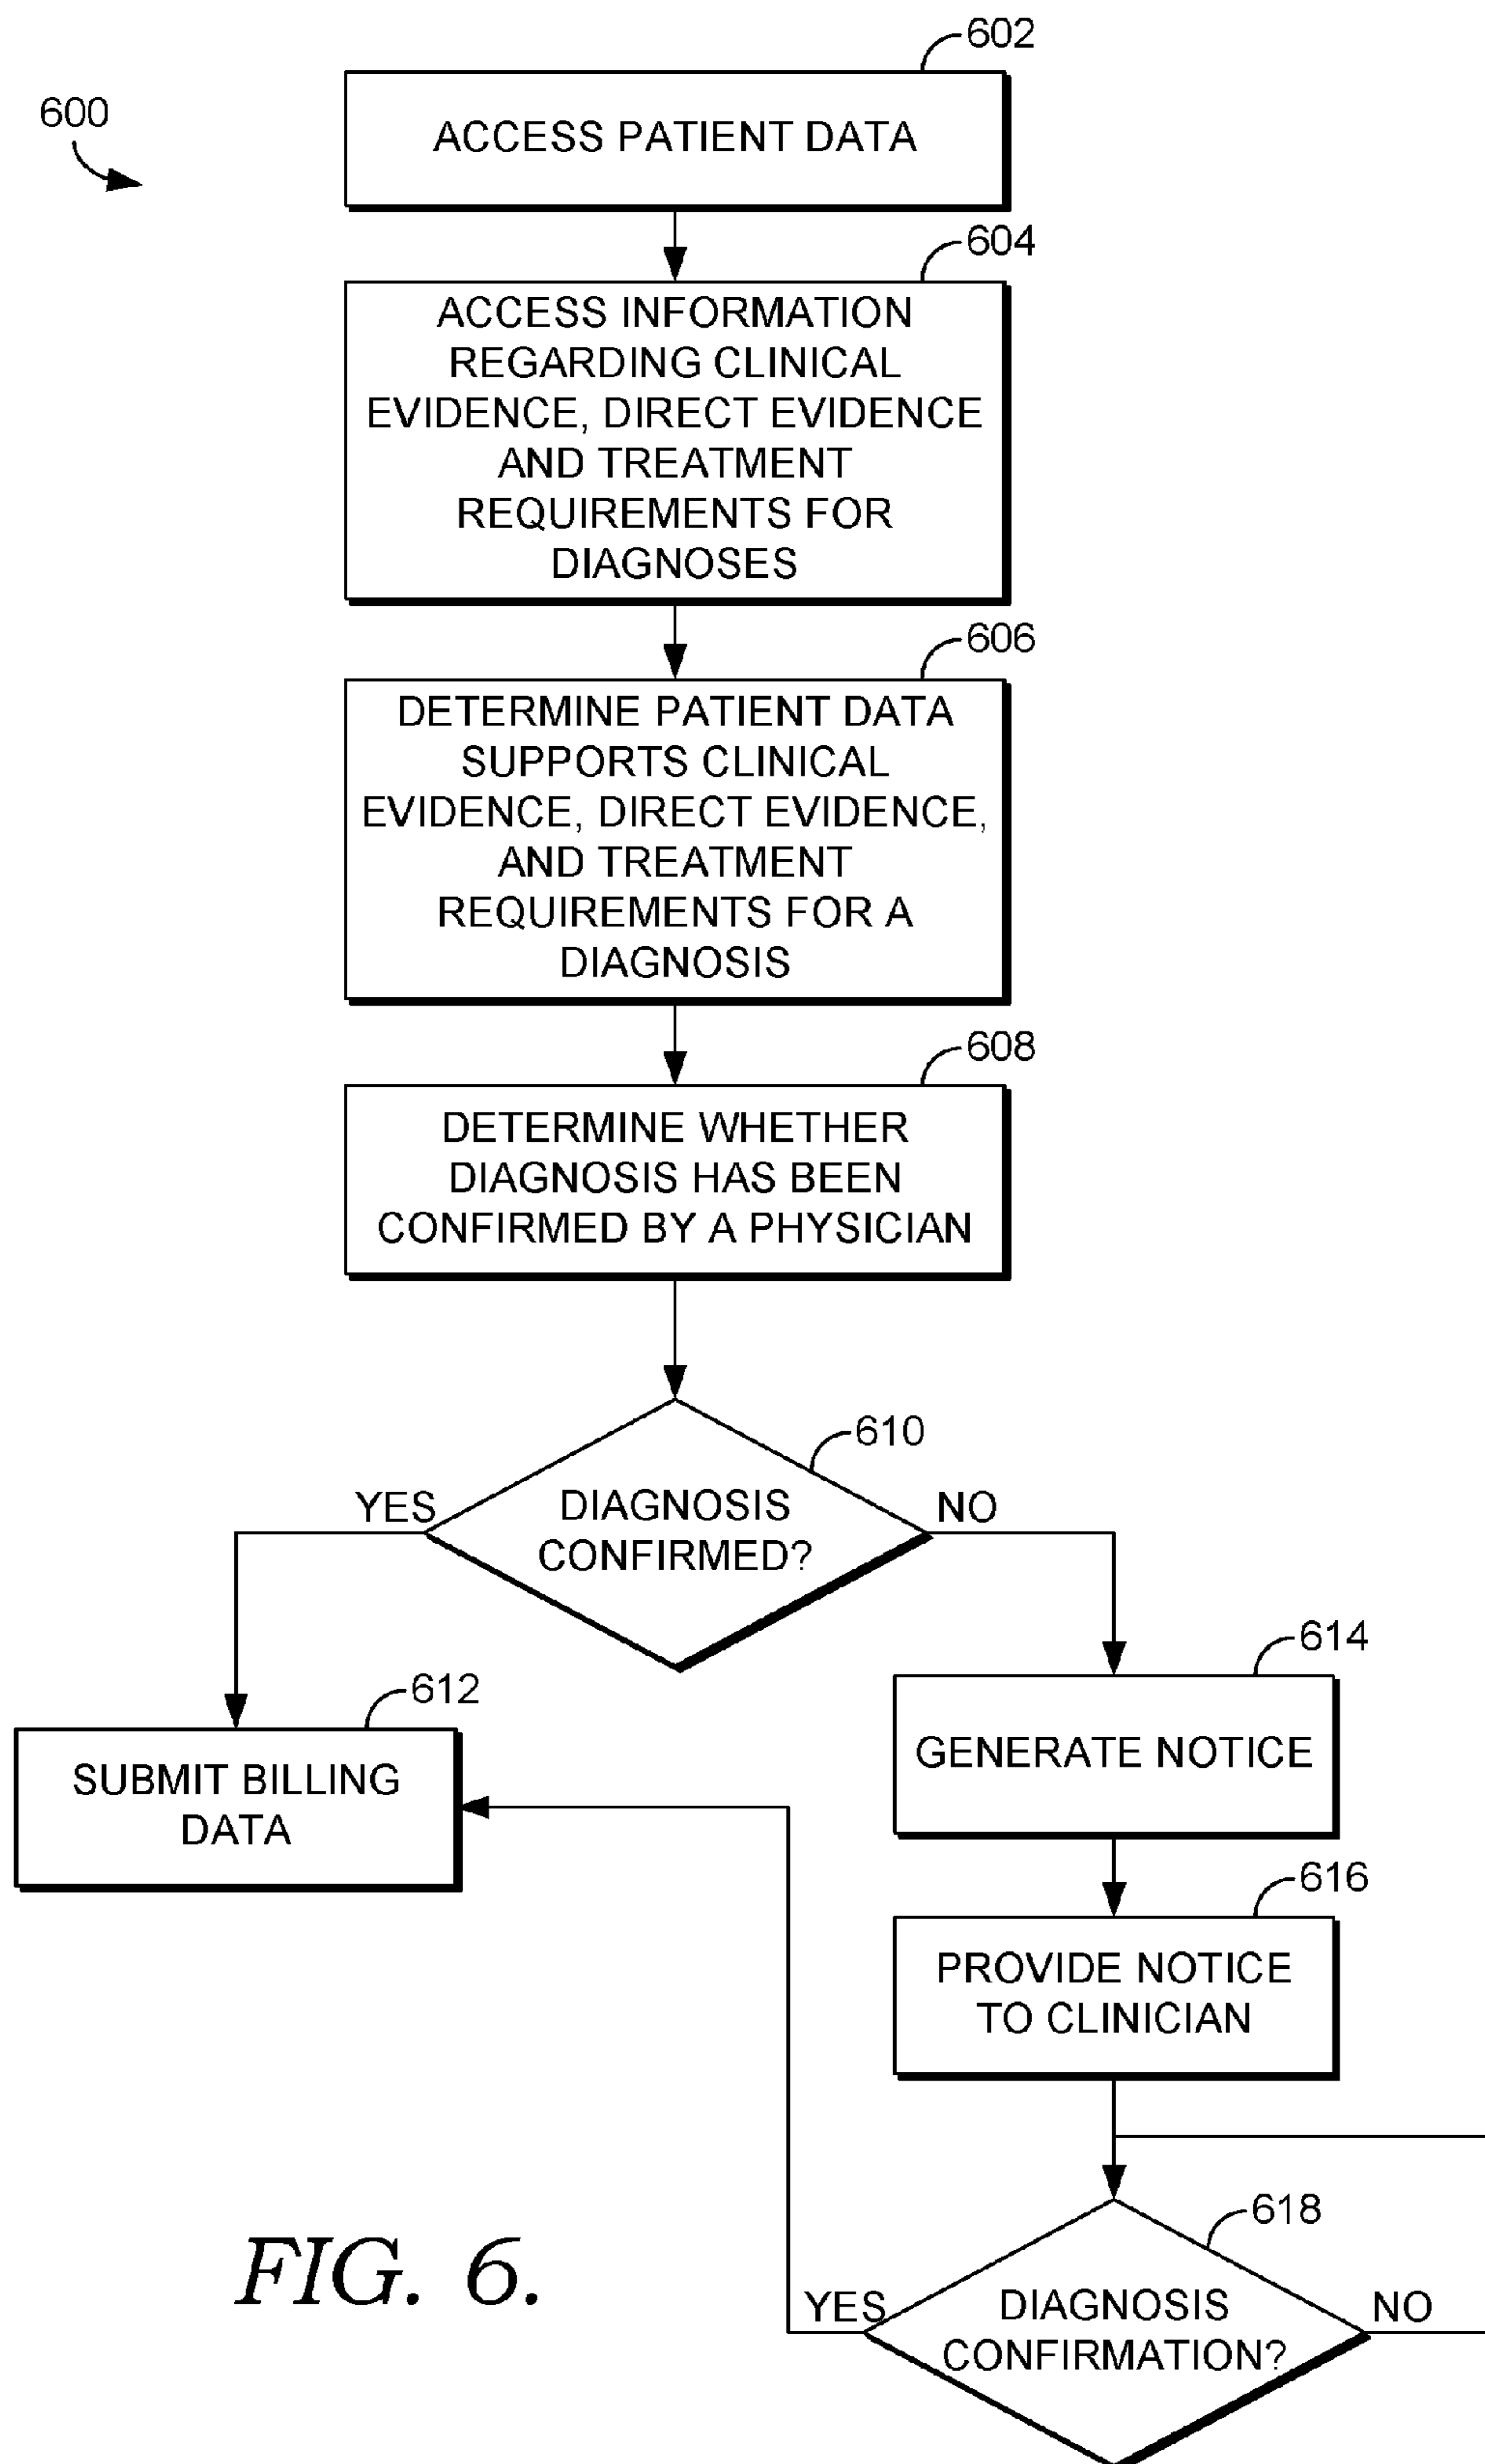 602
600
ACCESS PATIENT DATA
604
ACCESS INFORMATION
REGARDING CLINICAL
EVIDENCE, DIRECT EVIDENCE
AND TREATMENT
REQUIREMENTS FOR
DIAGNOSES
606
DETERMINE PATIENT DATA
SUPPORTS CLINICAL
EVIDENCE, DIRECT EVIDENCE,
AND TREATMENT
REQUIREMENTS FOR A
DIAGNOSIS
608
DETERMINE WHETHER
DIAGNOSIS HAS BEEN
CONFIRMED BY A PHYSICIAN
610
YES
DIAGNOSIS
CONFIRMED?
NO
612
SUBMIT BILLING
DATA
614
GENERATE NOTICE
616
PROVIDE NOTICE
TO CLINICIAN
618
YES
DIAGNOSIS
CONFIRMATION?
NO
FIG. 6.